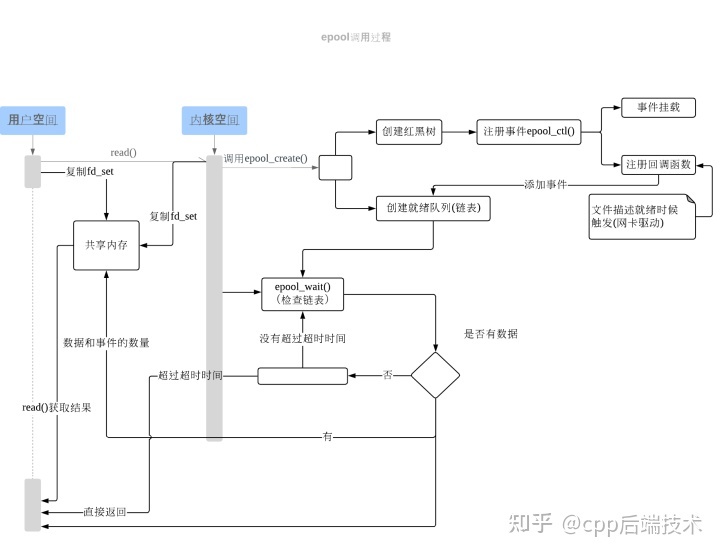 epool调用过程
用户空间
内核空间
事件挂载
创建红黑树
注册事件epool_ctl()
read()
调用epool_create()
注册回调函数
复制fd_set
添加事件
创建就绪队列(链表)
文件描述就绪时候
触发(网卡驱动)
复制fd_set
共享内存
epool_wait()
（检查链表）
是否有数据
没有超过超时时间
数据和事件的数量
超过超时时间
否
read()获取结果
有
直接返回
知乎 @cpp后端技术